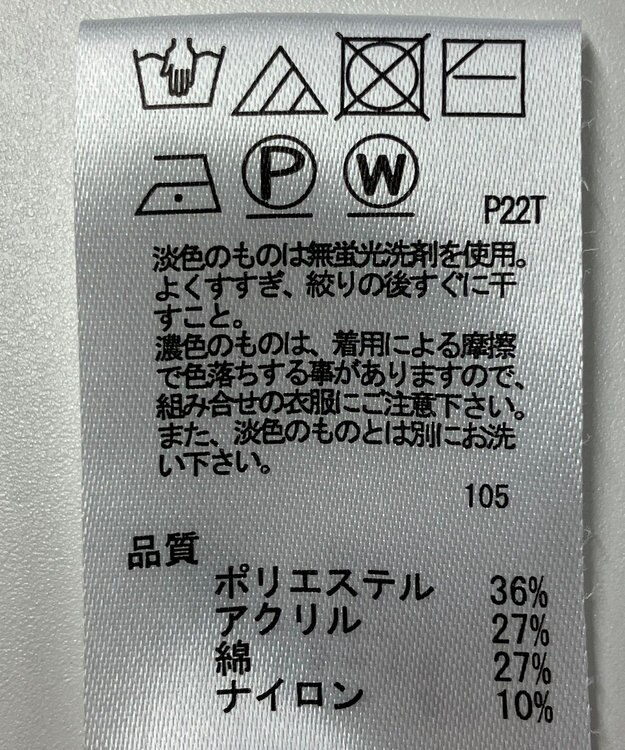 P W
P22T
淡色のものは無蛍光洗剤を使用。
よくすすぎ、絞りの後すぐに干
すこと。
濃色のものは、着用による摩擦
で色落ちする事がありますので、
組み合せの衣服にご注意下さい。
また、淡色のものとは別にお洗
い下さい。
105
品質
ポリエステル 36%
アクリル 27%
綿 27%
ナイロン 10%